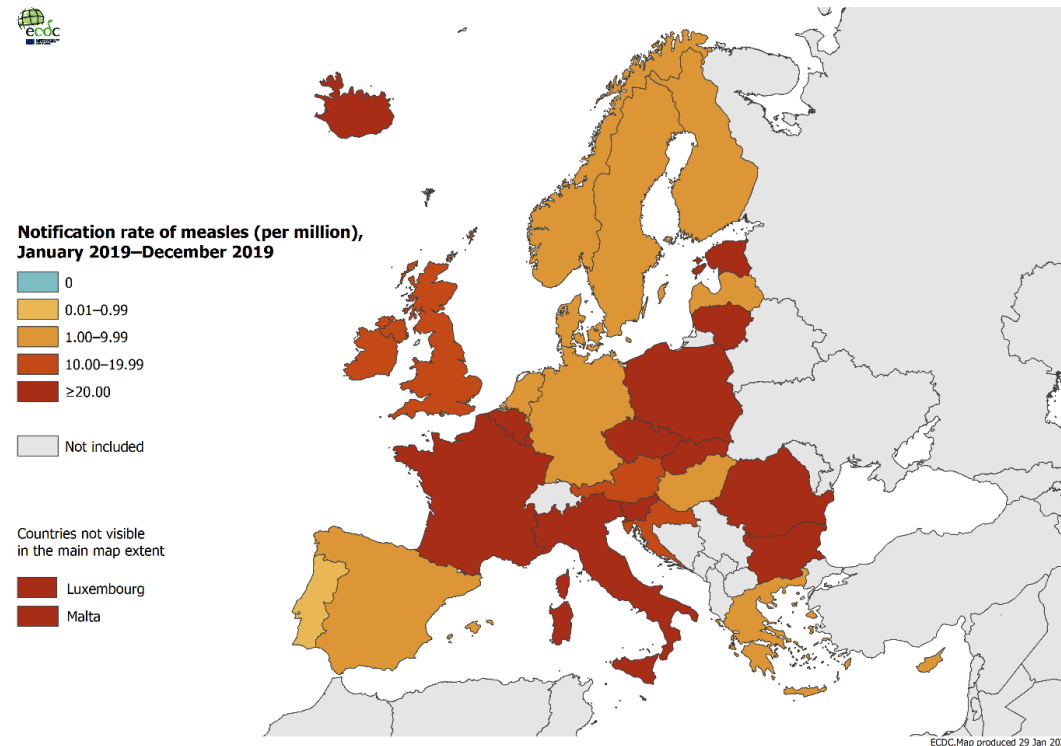 ecdc
Notification rate of measles (per million),
January 2019–December 2019
0
0.01–0.99
1.00–9.99
10.00–19.99
≥20.00
Not included
Countries not visible
in the main map extent
Luxembourg
Malta
ECDC.Map produced 29 Jan